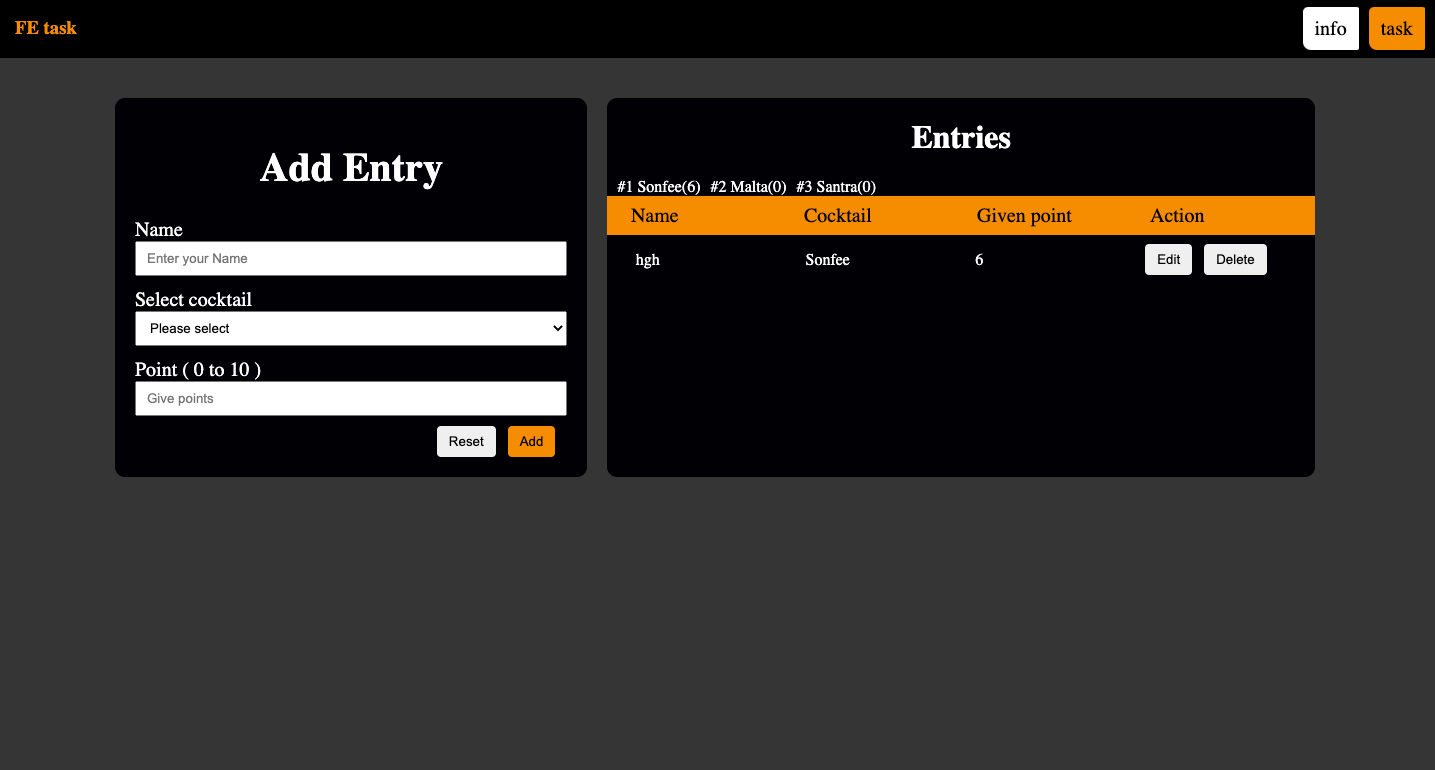 FE task
info
task
Add Entry
Name
Enter your Name
Select cocktail
Please select
Point ( 0 to 10 )
Give points
Reset
Add
Entries
#1 Sonfee(6) #2 Malta(0) #3 Santra(0)
Name Cocktail Given point Action
hgh Sonfee 6 Edit Delete